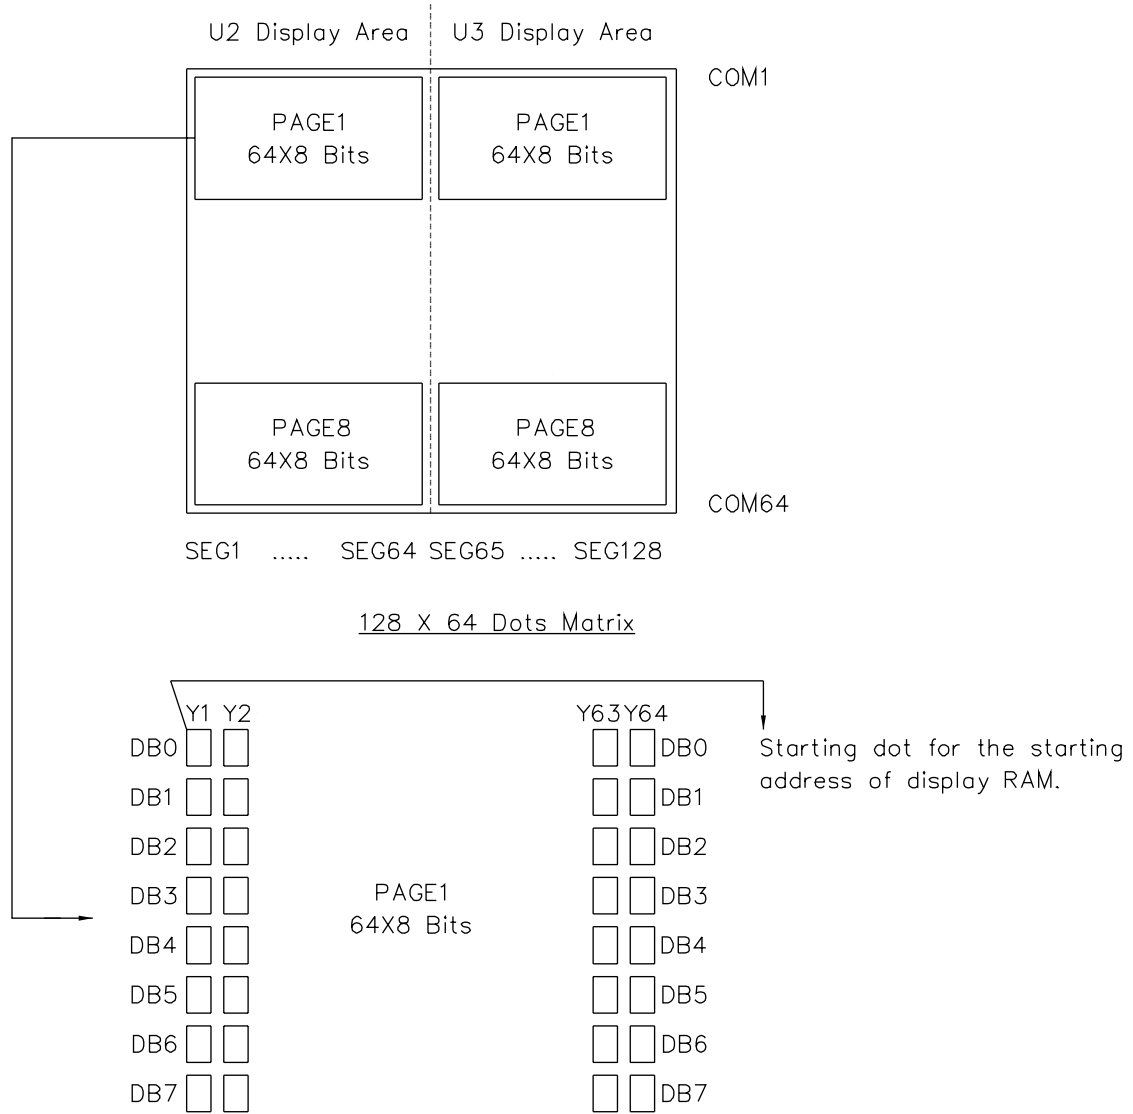 U2 Display Area U3 Display Area
COM1
PAGE1 PAGE1
64X8 Bits 64X8 Bits
PAGE8 PAGE8
64X8 Bits 64X8 Bits
COM64
SEG1 ..... SEG64 SEG65 ..... SEG128
128 X 64 Dots Matrix
Y1 Y2 Y63 Y64
DB0 DB0 Starting dot for the starting
address of display RAM.
DB1 DB1
DB2 DB2
DB3 DB3
PAGE1
64X8 Bits
DB4 DB4
DB5 DB5
DB6 DB6
DB7 DB7